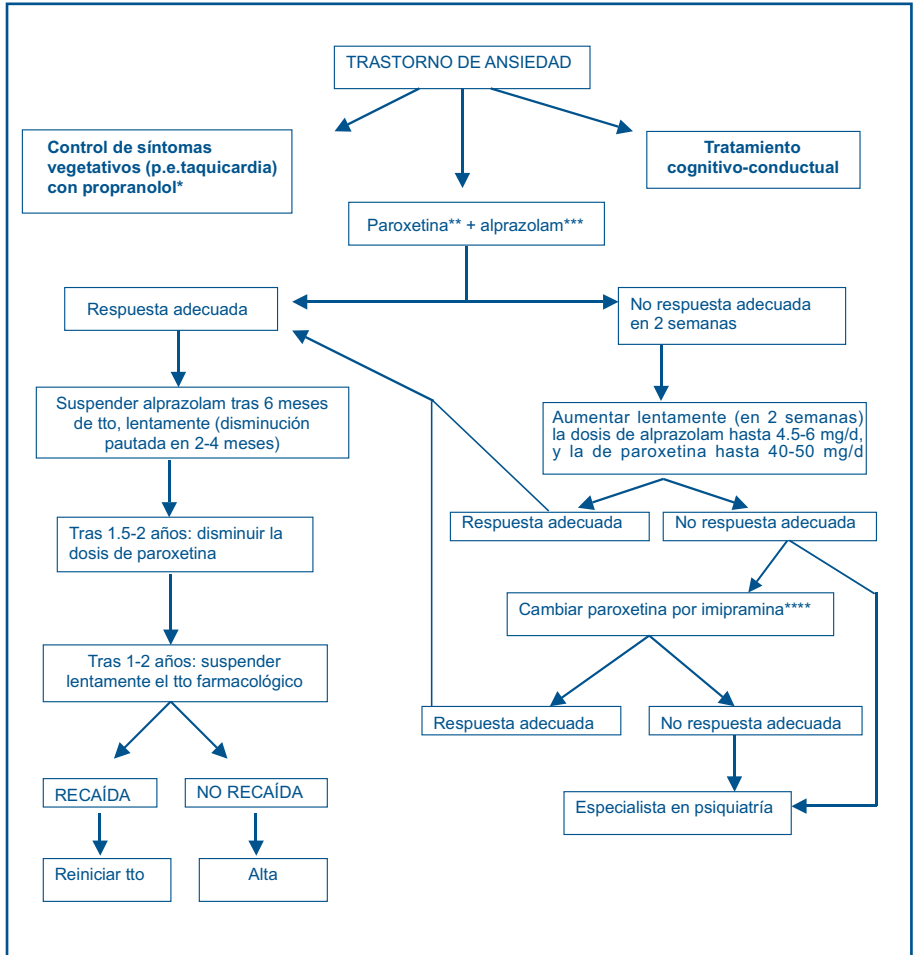 TRASTORNO DE ANSIEDAD
Control de síntomas
vegetativos (p.e.taquicardia)
con propranolol*
Tratamiento
cognitivo-conductual
Paroxetina** + alprazolam***
Respuesta adecuada
No respuesta adecuada
en 2 semanas
Suspender alprazolam tras 6 meses
de tto, lentamente (disminución
pautada en 2-4 meses)
Aumentar lentamente (en 2 semanas)
la dosis de alprazolam hasta 4.5-6 mg/d,
y la de paroxetina hasta 40-50 mg/d
Respuesta adecuada
No respuesta adecuada
Tras 1.5-2 años: disminuir la
dosis de paroxetina
Cambiar paroxetina por imipramina****
Tras 1-2 años: suspender
lentamente el tto farmacológico
Respuesta adecuada
No respuesta adecuada
RECAÍDA
NO RECAÍDA
Especialista en psiquiatría
Reiniciar tto
Alta